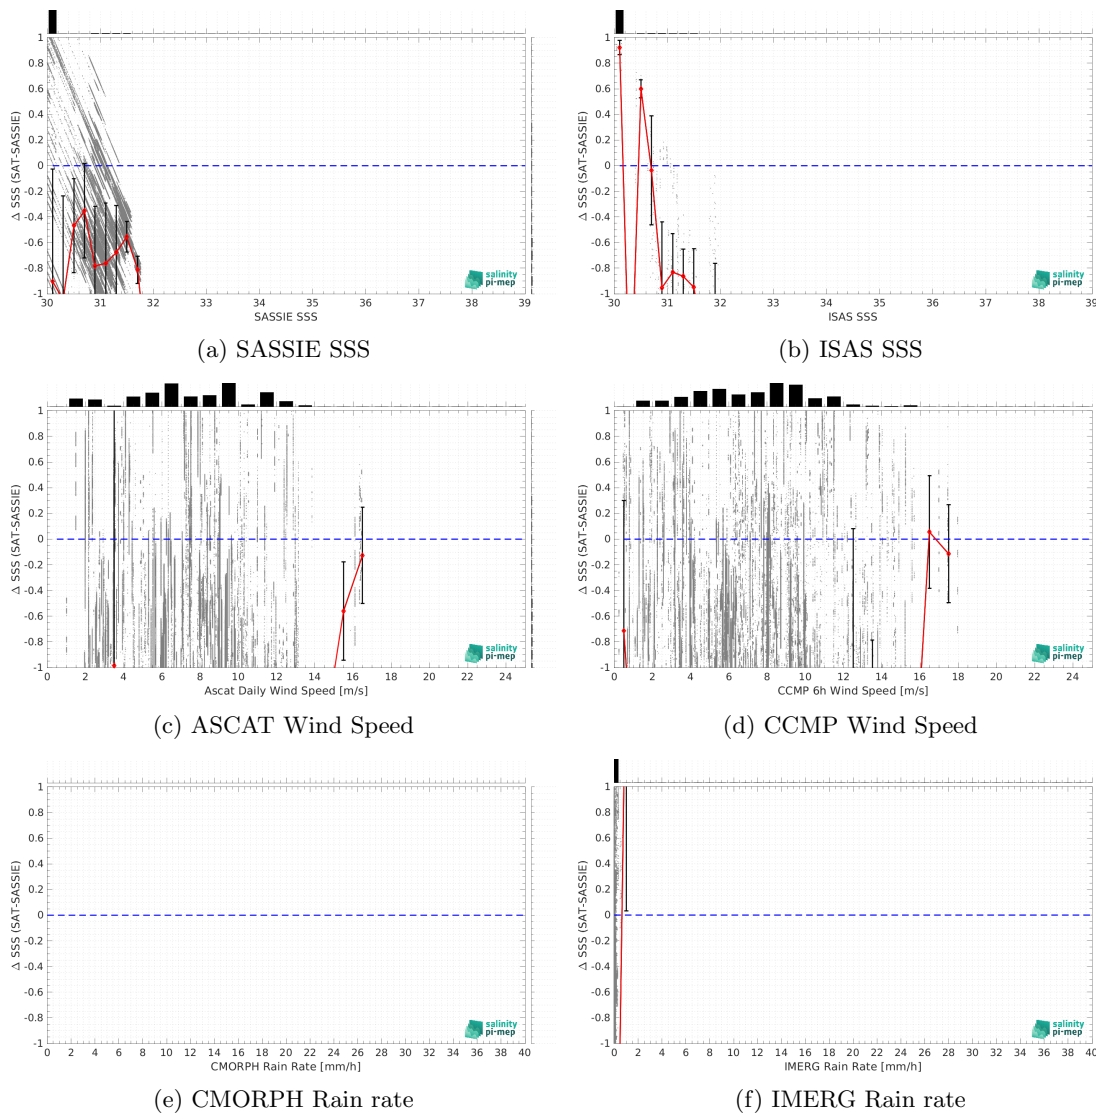 1
0.8
0.6
0.4
0.2
0
-0.2
-0.4
-0.6
-0.8
-1
Δ SSS (SAT-SASSIE)
30 31 32 33 34 35 36 37 38 39
SASSIE SSS
salinity
pi-mep
(a) SASSIE SSS
1
0.8
0.6
0.4
0.2
0
-0.2
-0.4
-0.6
-0.8
-1
Δ SSS (SAT-SASSIE)
30 31 32 33 34 35 36 37 38 39
ISAS SSS
salinity
pi-mep
(b) ISAS SSS
1
0.8
0.6
0.4
0.2
0
-0.2
-0.4
-0.6
-0.8
-1
Δ SSS (SAT-SASSIE)
0 2 4 6 8 10 12 14 16 18 20 22 24
Ascat Daily Wind Speed [m/s]
salinity
pi-mep
(c) ASCAT Wind Speed
1
0.8
0.6
0.4
0.2
0
-0.2
-0.4
-0.6
-0.8
-1
Δ SSS (SAT-SASSIE)
0 2 4 6 8 10 12 14 16 18 20 22 24
CCMP 6h Wind Speed [m/s]
salinity
pi-mep
(d) CCMP Wind Speed
1
0.8
0.6
0.4
0.2
0
-0.2
-0.4
-0.6
-0.8
-1
Δ SSS (SAT-SASSIE)
0 2 4 6 8 10 12 14 16 18 20 22 24 26 28 30 32 34 36 38 40
CMORPH Rain Rate [mm/h]
salinity
pi-mep
(e) CMORPH Rain rate
1
0.8
0.6
0.4
0.2
0
-0.2
-0.4
-0.6
-0.8
-1
Δ SSS (SAT-SASSIE)
0 2 4 6 8 10 12 14 16 18 20 22 24 26 28 30 32 34 36 38 40
IMERG Rain Rate [mm/h]
salinity
pi-mep
(f) IMERG Rain rate